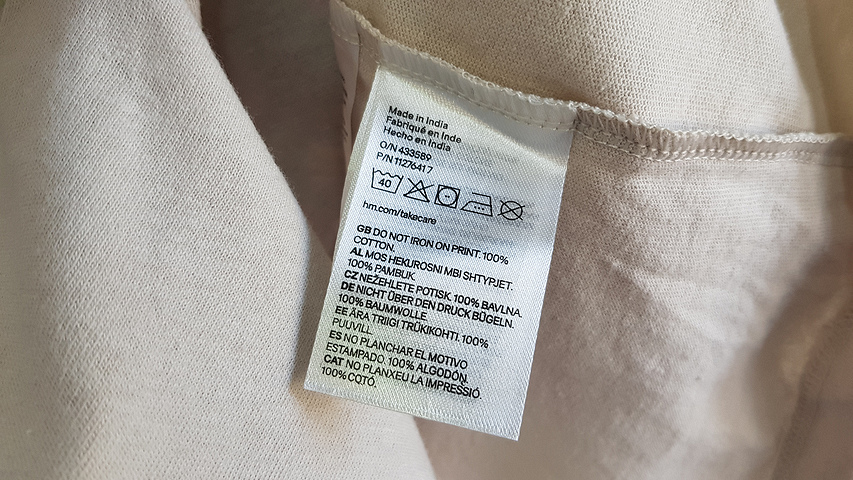 Made in India
Fabriqué en Inde
Hecho en India
O/N 433589
P/N 11276417
40
hm.com/takecare
GB DO NOT IRON ON PRINT. 100%
COTTON.
AL MOS HEKUROSNI MBI SHTYPJET.
100% PAMBUK.
CZ NEŽEHLETE POTISK. 100% BAVLNA.
DE NICHT ÜBER DEN DRUCK BÜGELN.
100% BAUMWOLLE.
EE ÄRA TRIIGI TRÜKIKOHTI. 100%
PUUVILL.
ES NO PLANCHAR EL MOTIVO
ESTAMPADO. 100% ALGODÓN.
CAT NO PLANXEU LA IMPRESSIÓ.
100% COTÓ.